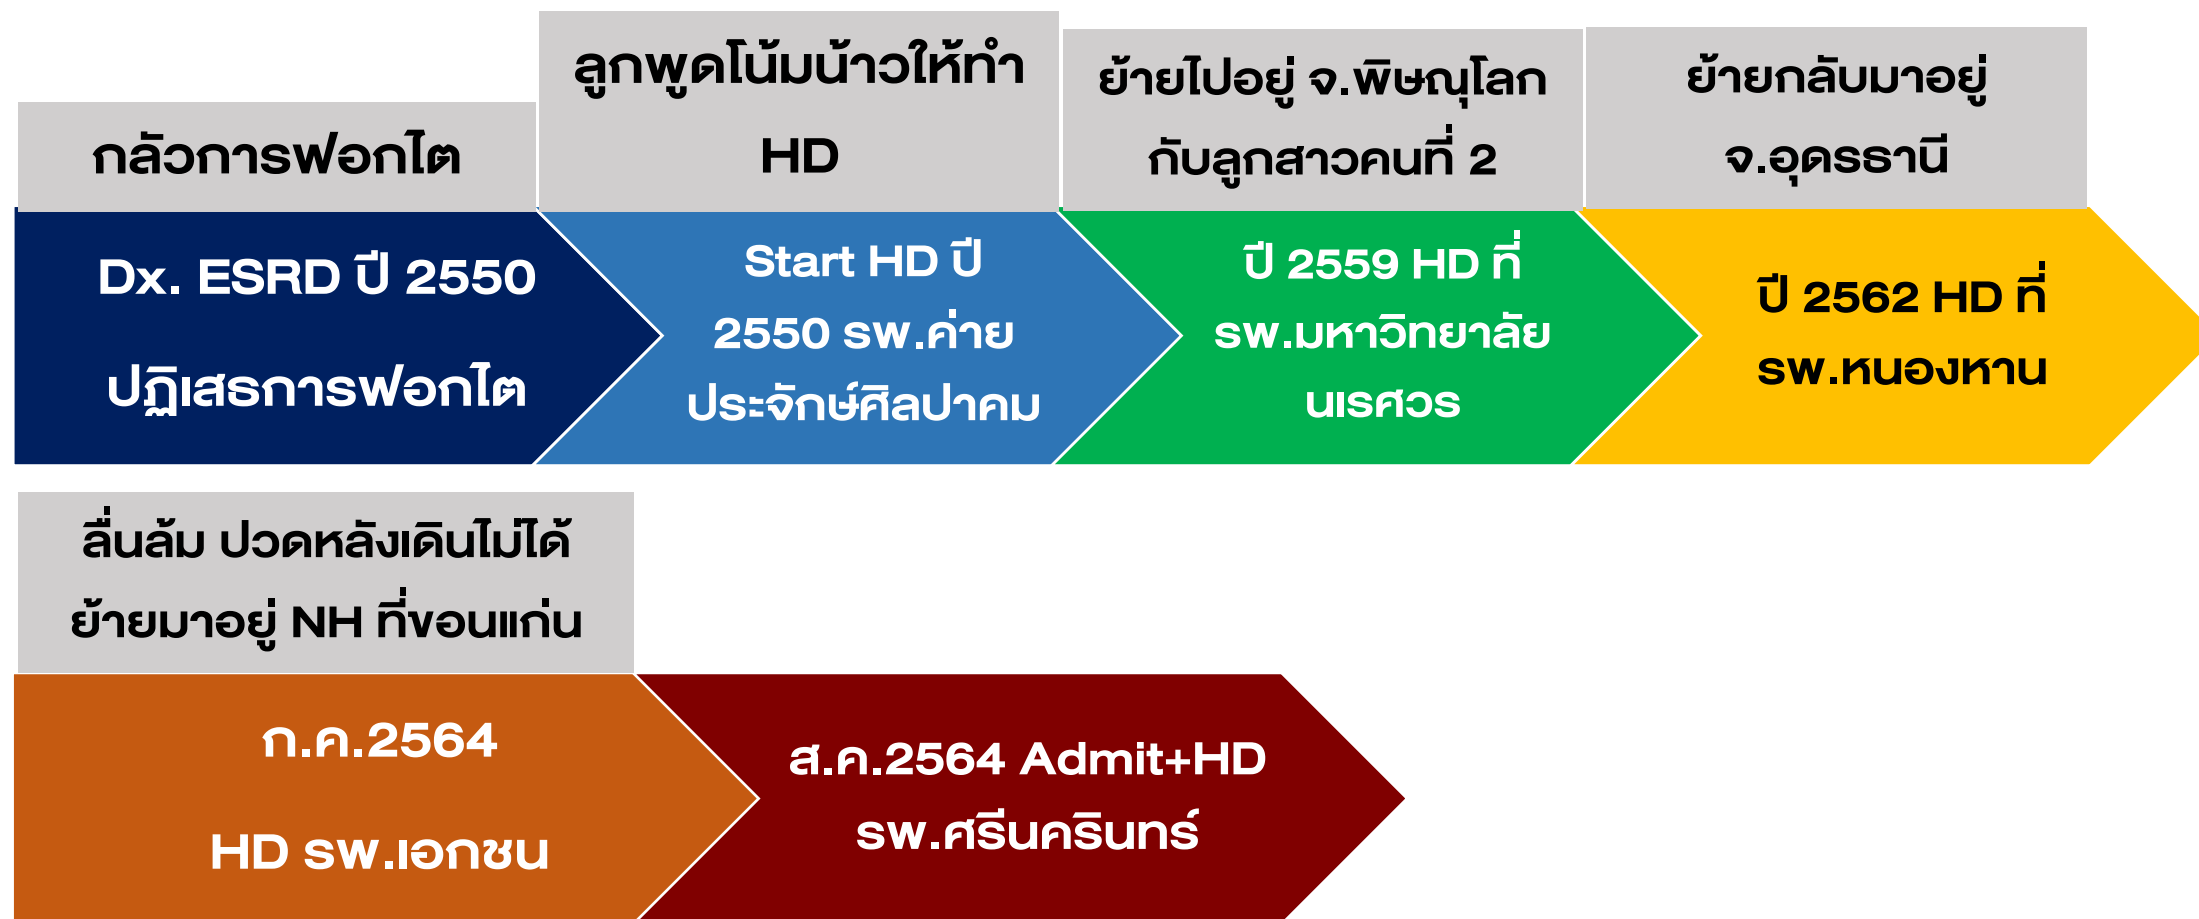 กลัวการฟอกไต
ลูกพูดโน้มน้าวให้ทำ
HD
ย้ายไปอยู่ จ.พิษณุโลก
กับลูกสาวคนที่ 2
ย้ายกลับมาอยู่
จ.อุดรธานี
Dx. ESRD ปี 2550
ปฏิเสธการฟอกไต
Start HD ปี
2550 รพ.ค่าย
ประจักษ์ศิลปาคม
ปี 2559 HD ที่
รพ.มหาวิทยาลัย
นเรศวร
ปี 2562 HD ที่
รพ.หนองหาน
ลื่นล้ม ปวดหลังเดินไม่ได้
ย้ายมาอยู่ NH ที่ขอนแก่น
ก.ค.2564
HD รพ.เอกชน
ส.ค.2564 Admit+HD
รพ.ศรีนครินทร์